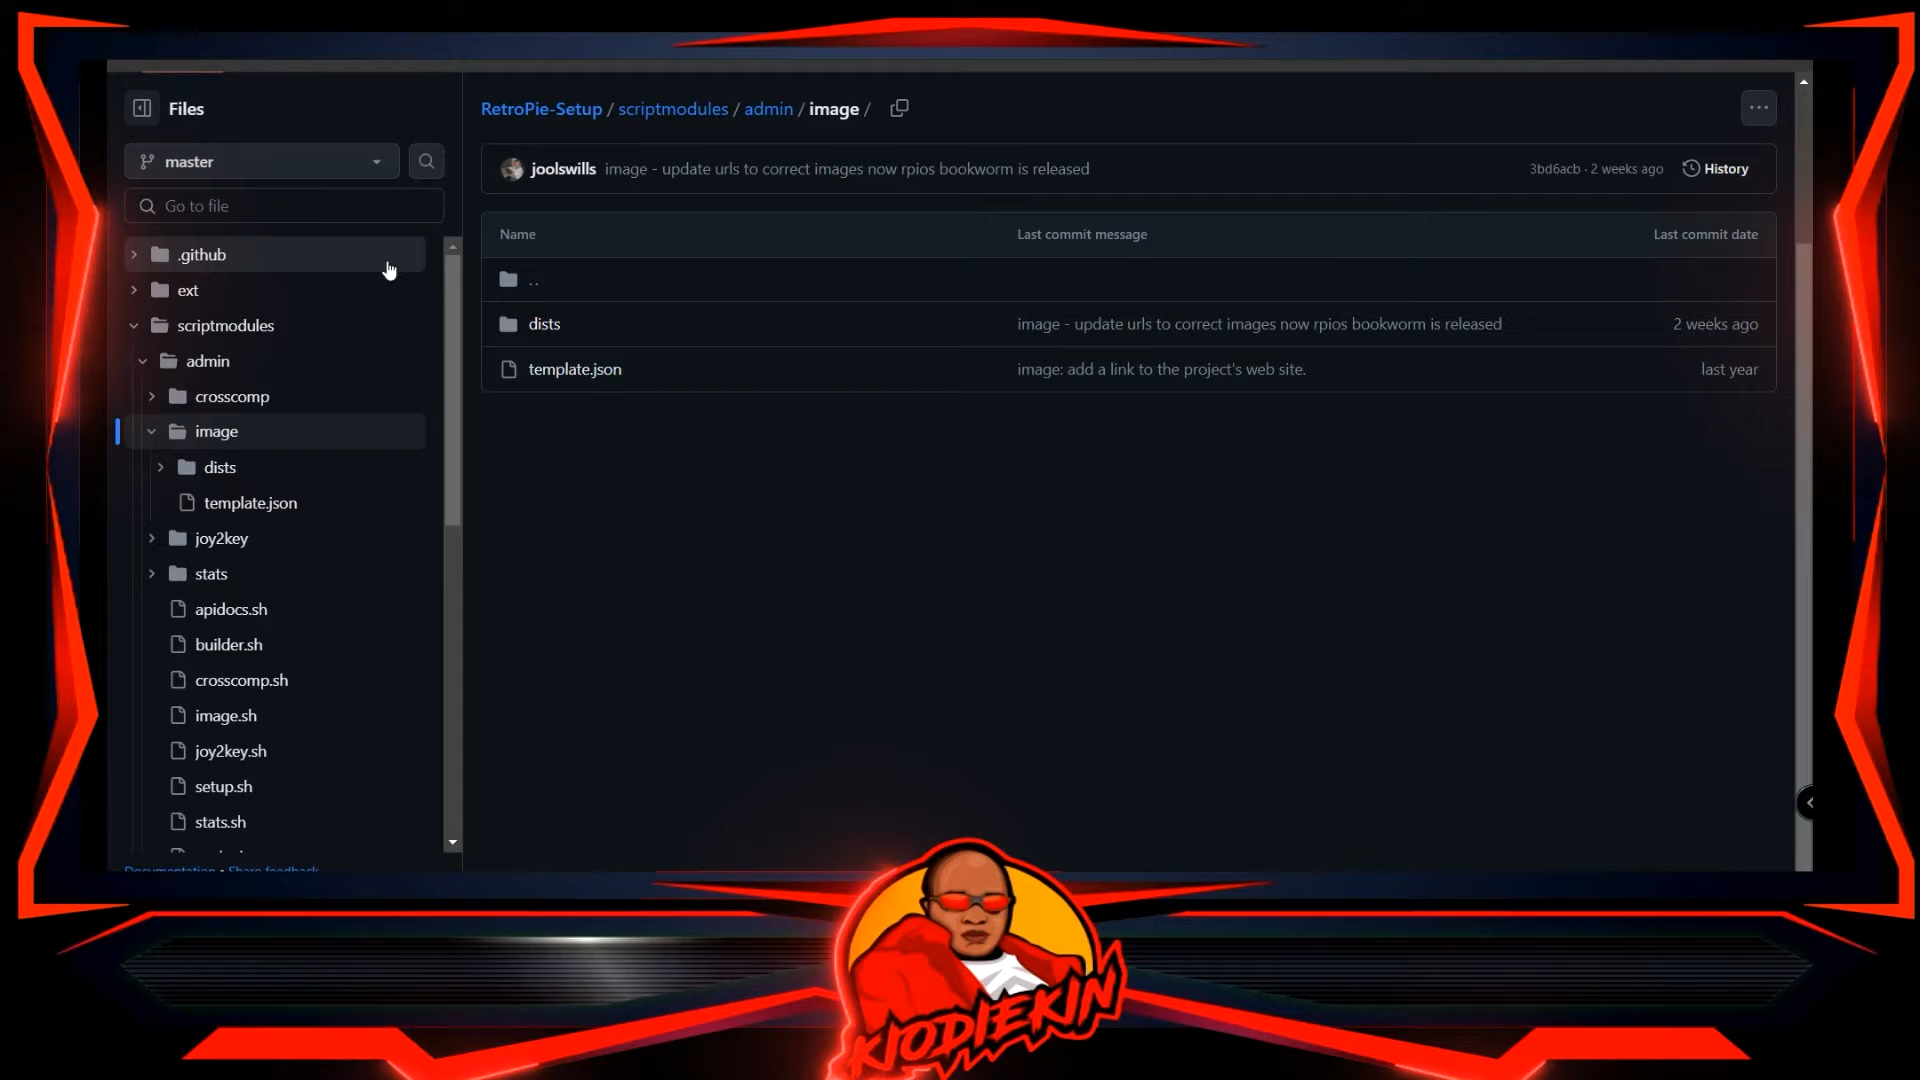 Files
master
Go to file
.github
ext
scriptmodules
admin
crosscomp
image
dists
template.json
joy2key
stats
apidocs.sh
builder.sh
crosscomp.sh
image.sh
joy2key.sh
setup.sh
stats.sh
Documentation • Share feedback
RetroPie-Setup / scriptmodules / admin / image /
joolswills image - update urls to correct images now rpios bookworm is released 3bd6acb · 2 weeks ago History
Name Last commit message Last commit date
..
dists image - update urls to correct images now rpios bookworm is released 2 weeks ago
template.json image: add a link to the project's web site. last year
KIODIEKIN